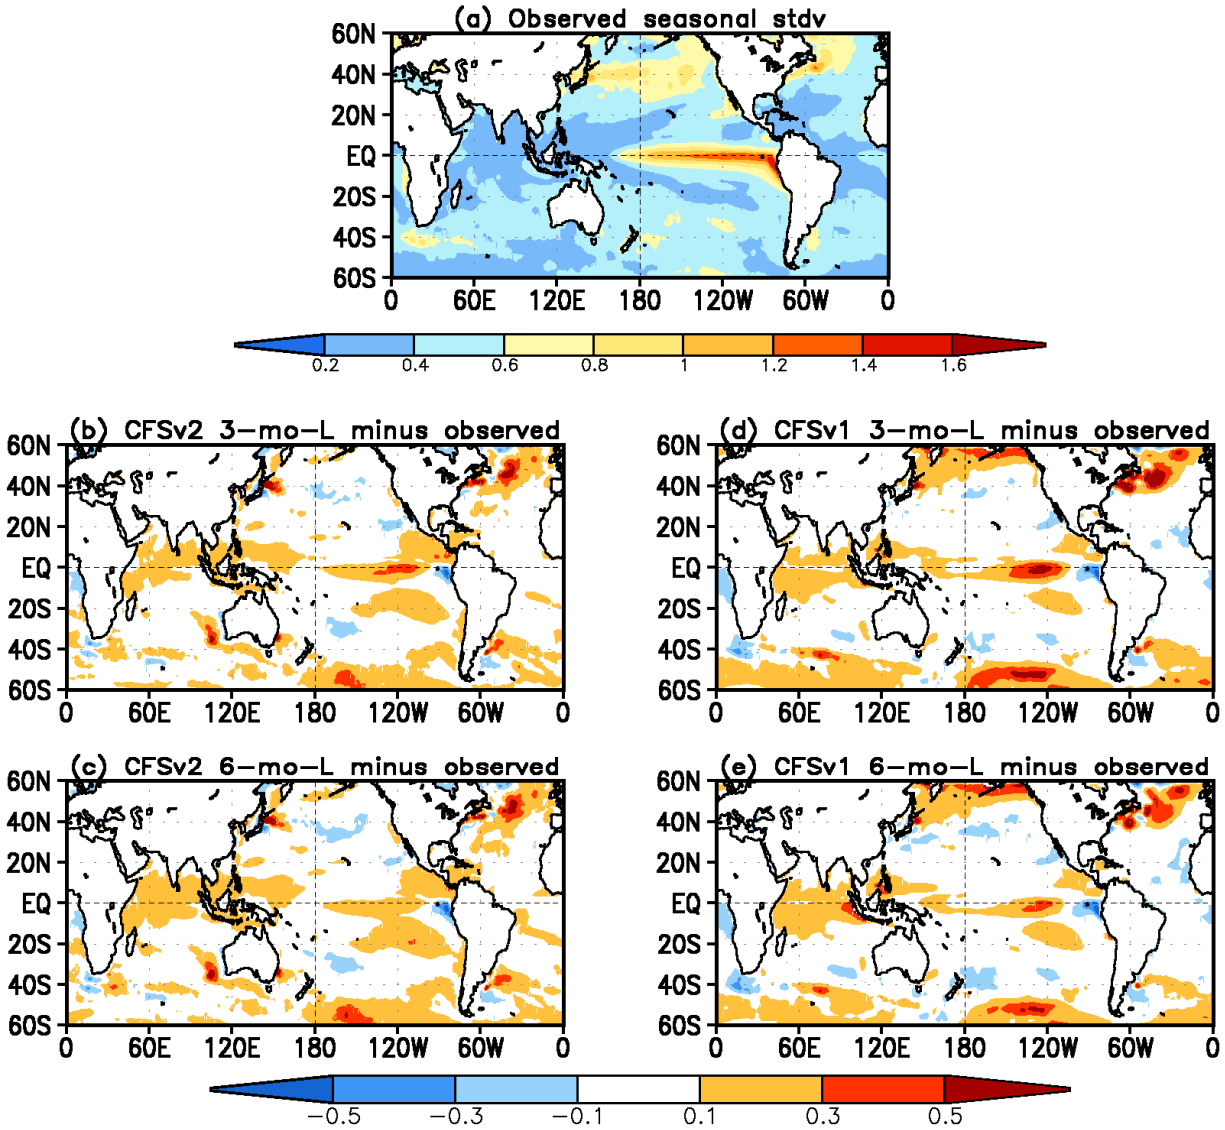 (a) Observed seasonal stdv
60N
40N
20N
EQ
20S
40S
60S
0 60E 120E 180 120W 60W 0
0.2 0.4 0.6 0.8 1 1.2 1.4 1.6
(b) CFSv2 3-mo-L minus observed
60N
40N
20N
EQ
20S
40S
60S
0 60E 120E 180 120W 60W 0
(d) CFSv1 3-mo-L minus observed
60N
40N
20N
EQ
20S
40S
60S
0 60E 120E 180 120W 60W 0
(c) CFSv2 6-mo-L minus observed
60N
40N
20N
EQ
20S
40S
60S
0 60E 120E 180 120W 60W 0
(e) CFSv1 6-mo-L minus observed
60N
40N
20N
EQ
20S
40S
60S
0 60E 120E 180 120W 60W 0
-0.5 -0.3 -0.1 0.1 0.3 0.5